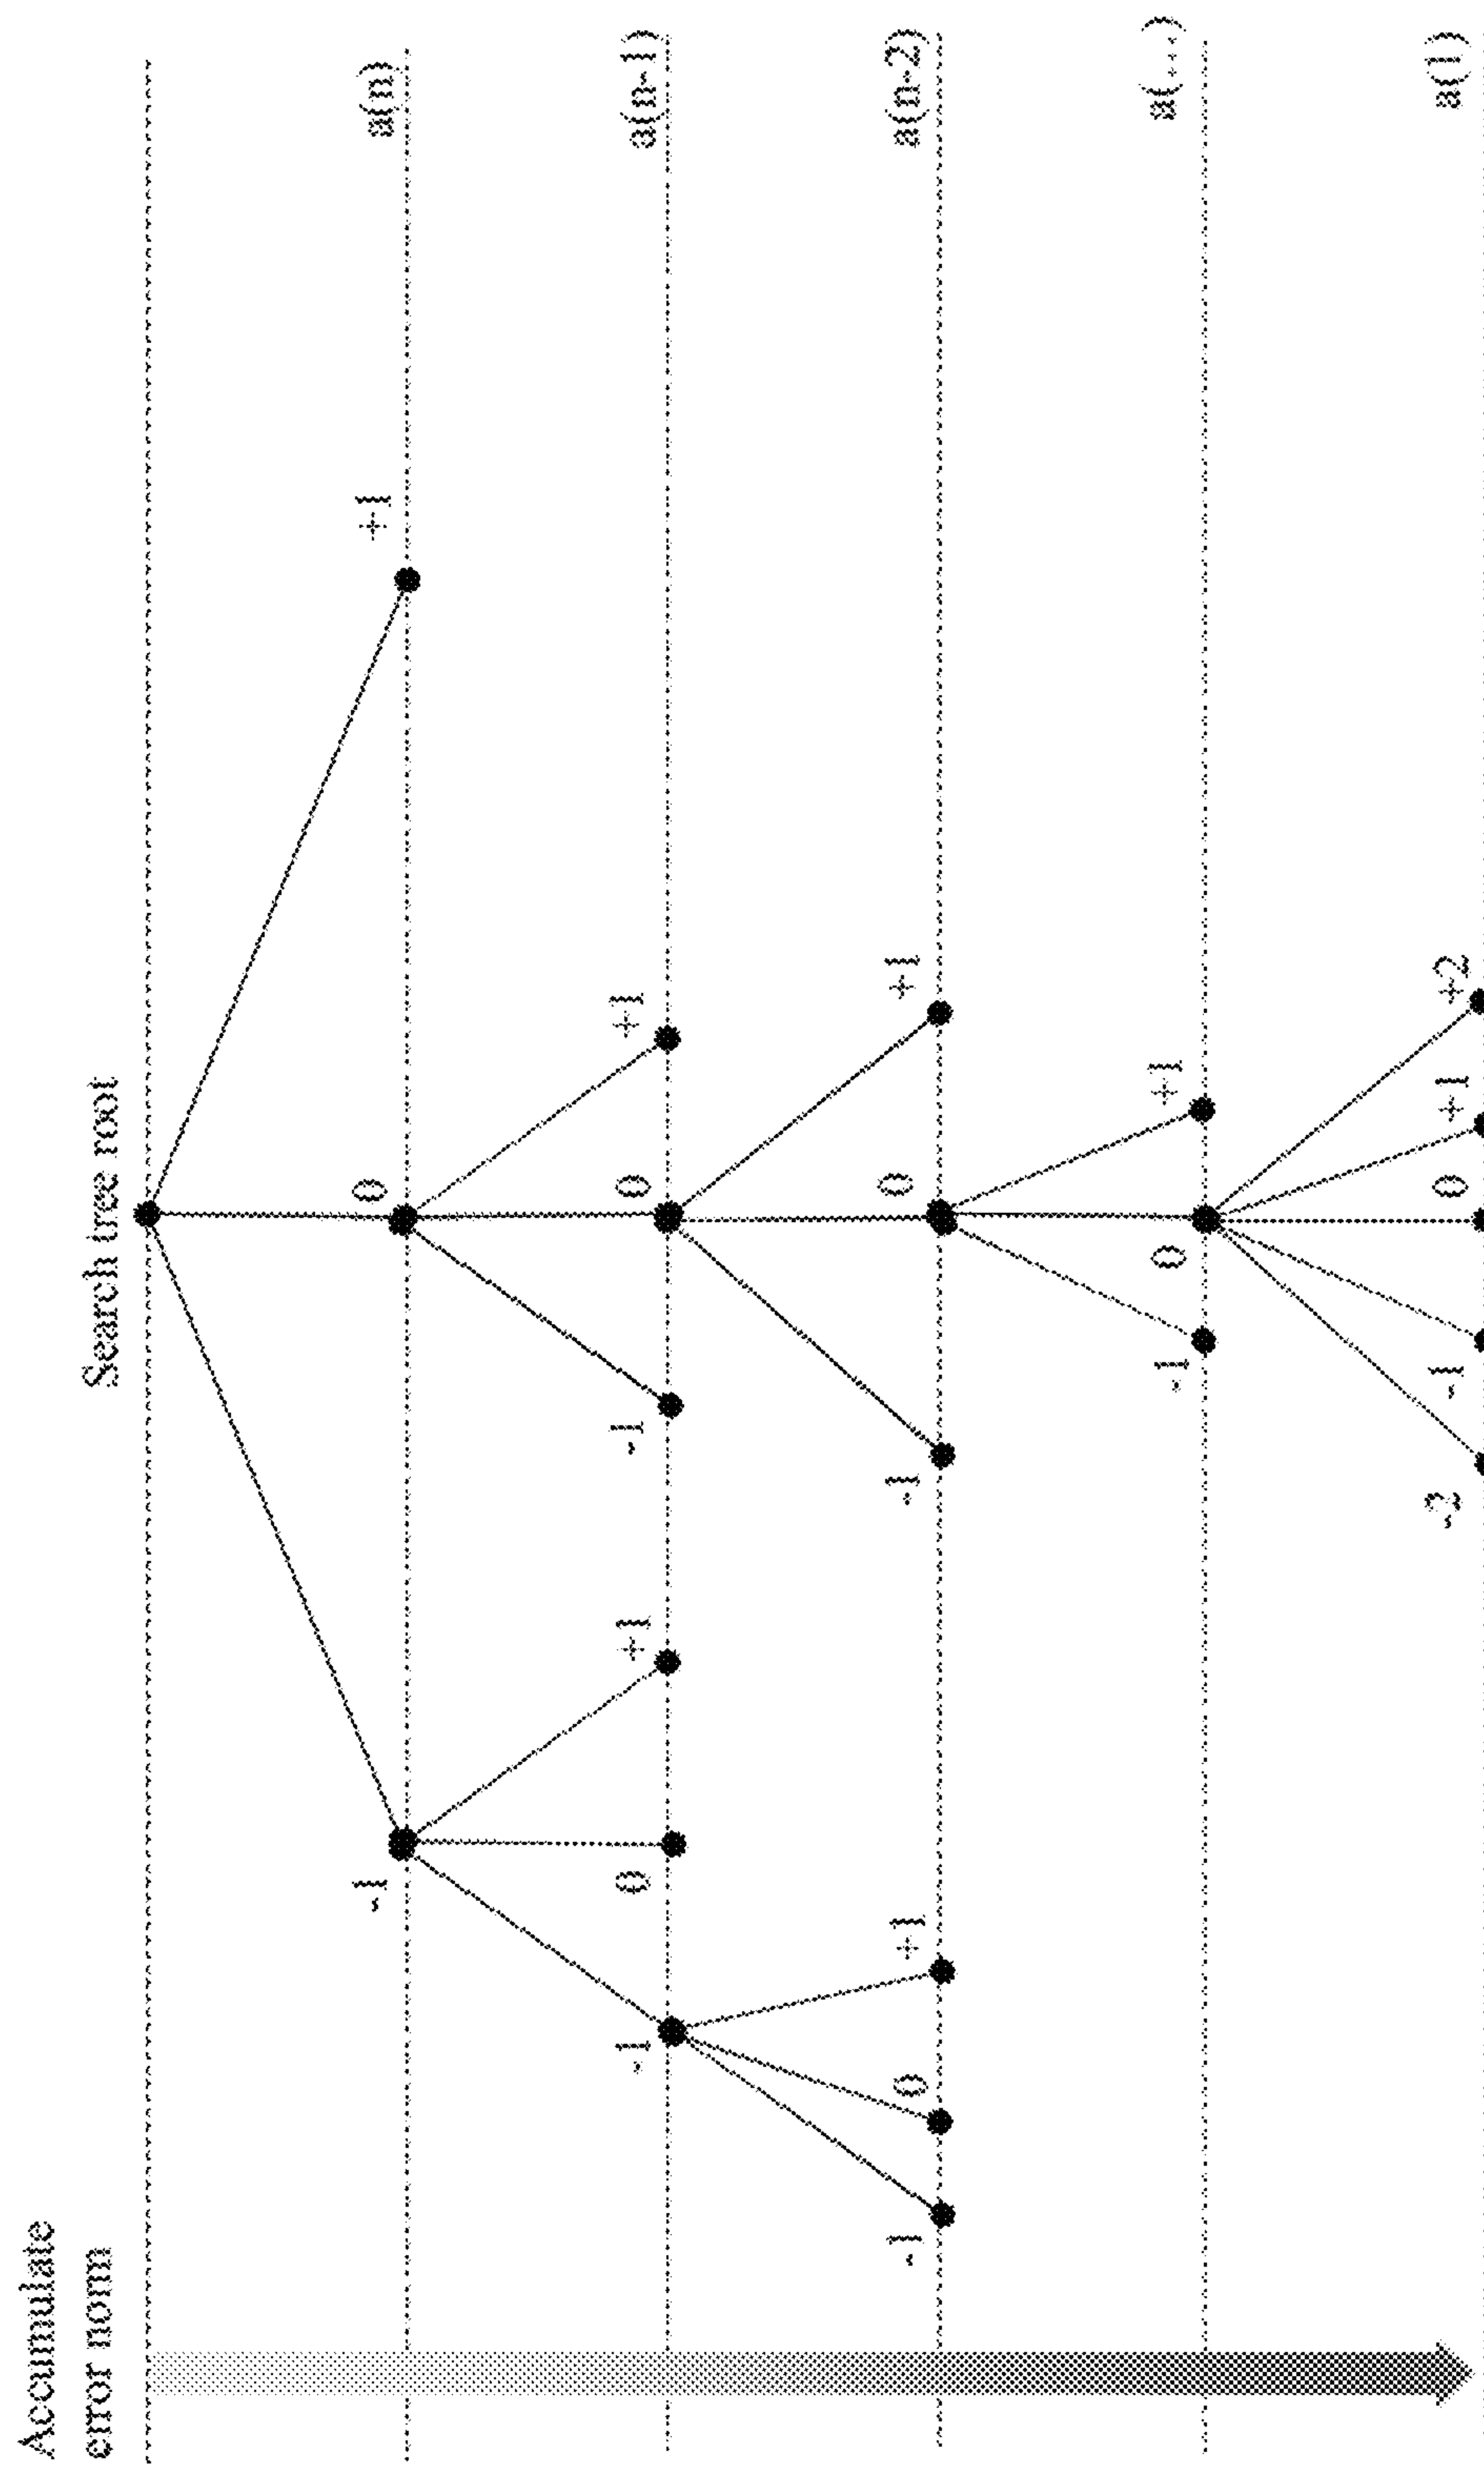 Accumulate
error norm
Search tree root
-1
0
+1
a(n)
-1
0
+1
-1
0
+1
a(n-1)
-1
0
+1
-1
0
+1
a(n-2)
-1
0
+1
a(...)
-2
-1
0
+1
+2
a(1)